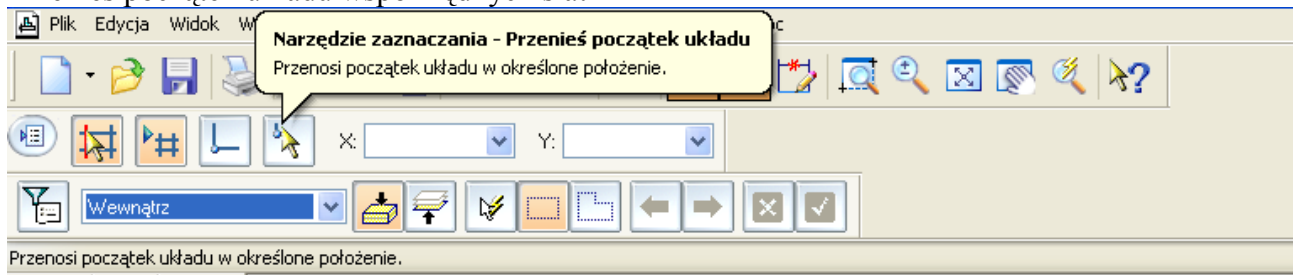 Plik Edycja Widok
Narzędzie zaznaczania - Przenieś początek układu
Przenosi początek układu w określone położenie.
X: Y:
Wewnątrz
Przenosi początek układu w określone położenie.